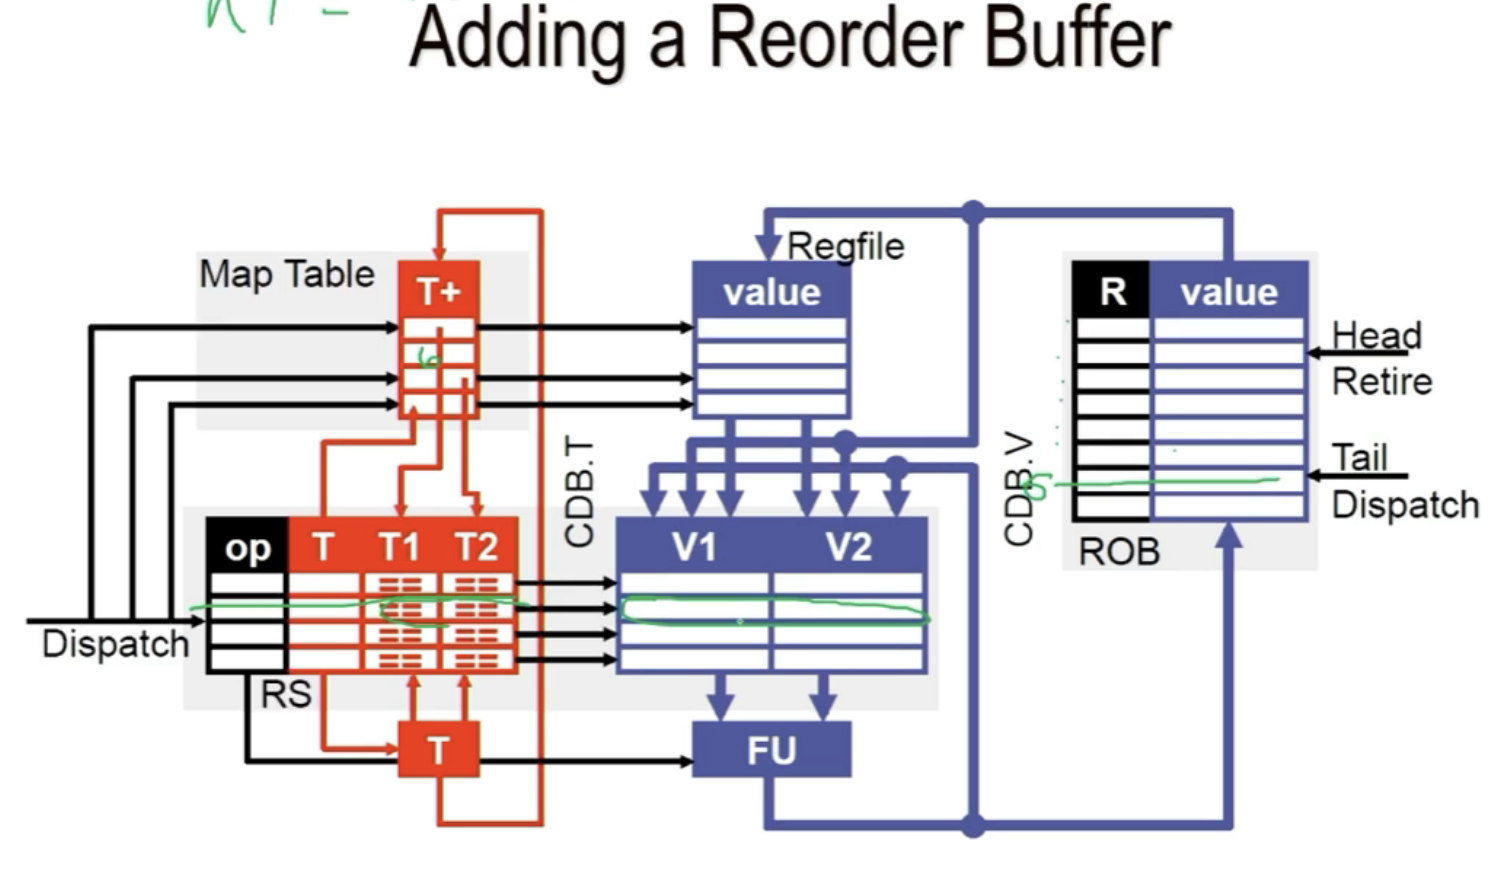 Adding a Reorder Buffer
Regfile
Map Table
T+
value
R
value
Head
Retire
CDB.T
CDB.V
Tail
Dispatch
op
T
T1
T2
V1
V2
ROB
Dispatch
RS
T
FU
6